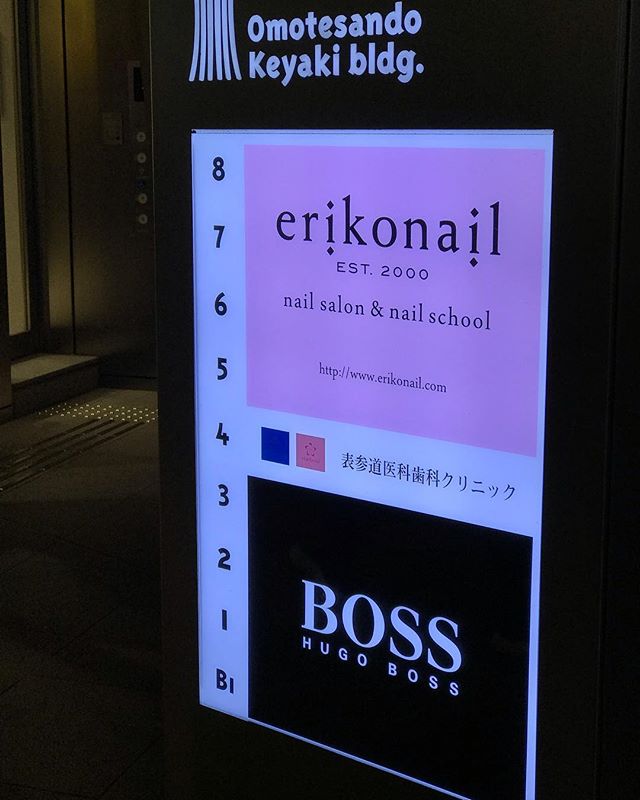 Omotesando
Keyaki bldg.
8
erikonail
7
EST. 2000
6
nail salon & nail school
5
http://www.erikonail.com
4
表参道医科歯科クリニック
3
2
BOSS
1
HUGO BOSS
B1